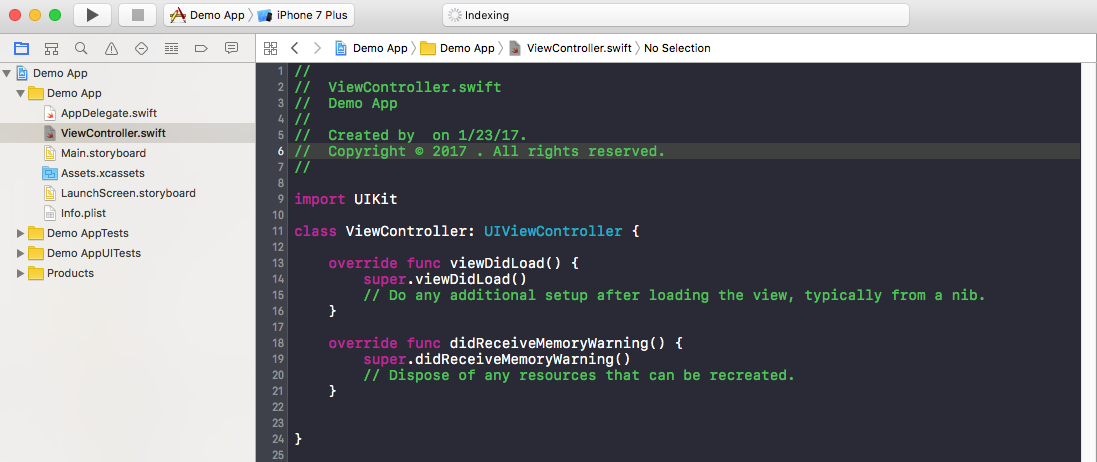 Demo App
iPhone 7 Plus
Indexing
Demo App
Demo App
ViewController.swift
No Selection
Demo App
Demo App
AppDelegate.swift
ViewController.swift
Main.storyboard
Assets.xcassets
LaunchScreen.storyboard
Info.plist
Demo AppTests
Demo AppUITests
Products
1 //
2 //  ViewController.swift
3 //  Demo App
4 //
5 //  Created by  on 1/23/17.
6 //  Copyright © 2017 . All rights reserved.
7 //
8
9 import UIKit
10
11 class ViewController: UIViewController {
12
13     override func viewDidLoad() {
14         super.viewDidLoad()
15         // Do any additional setup after loading the view, typically from a nib.
16     }
17
18     override func didReceiveMemoryWarning() {
19         super.didReceiveMemoryWarning()
20         // Dispose of any resources that can be recreated.
21     }
22
23
24 }
25